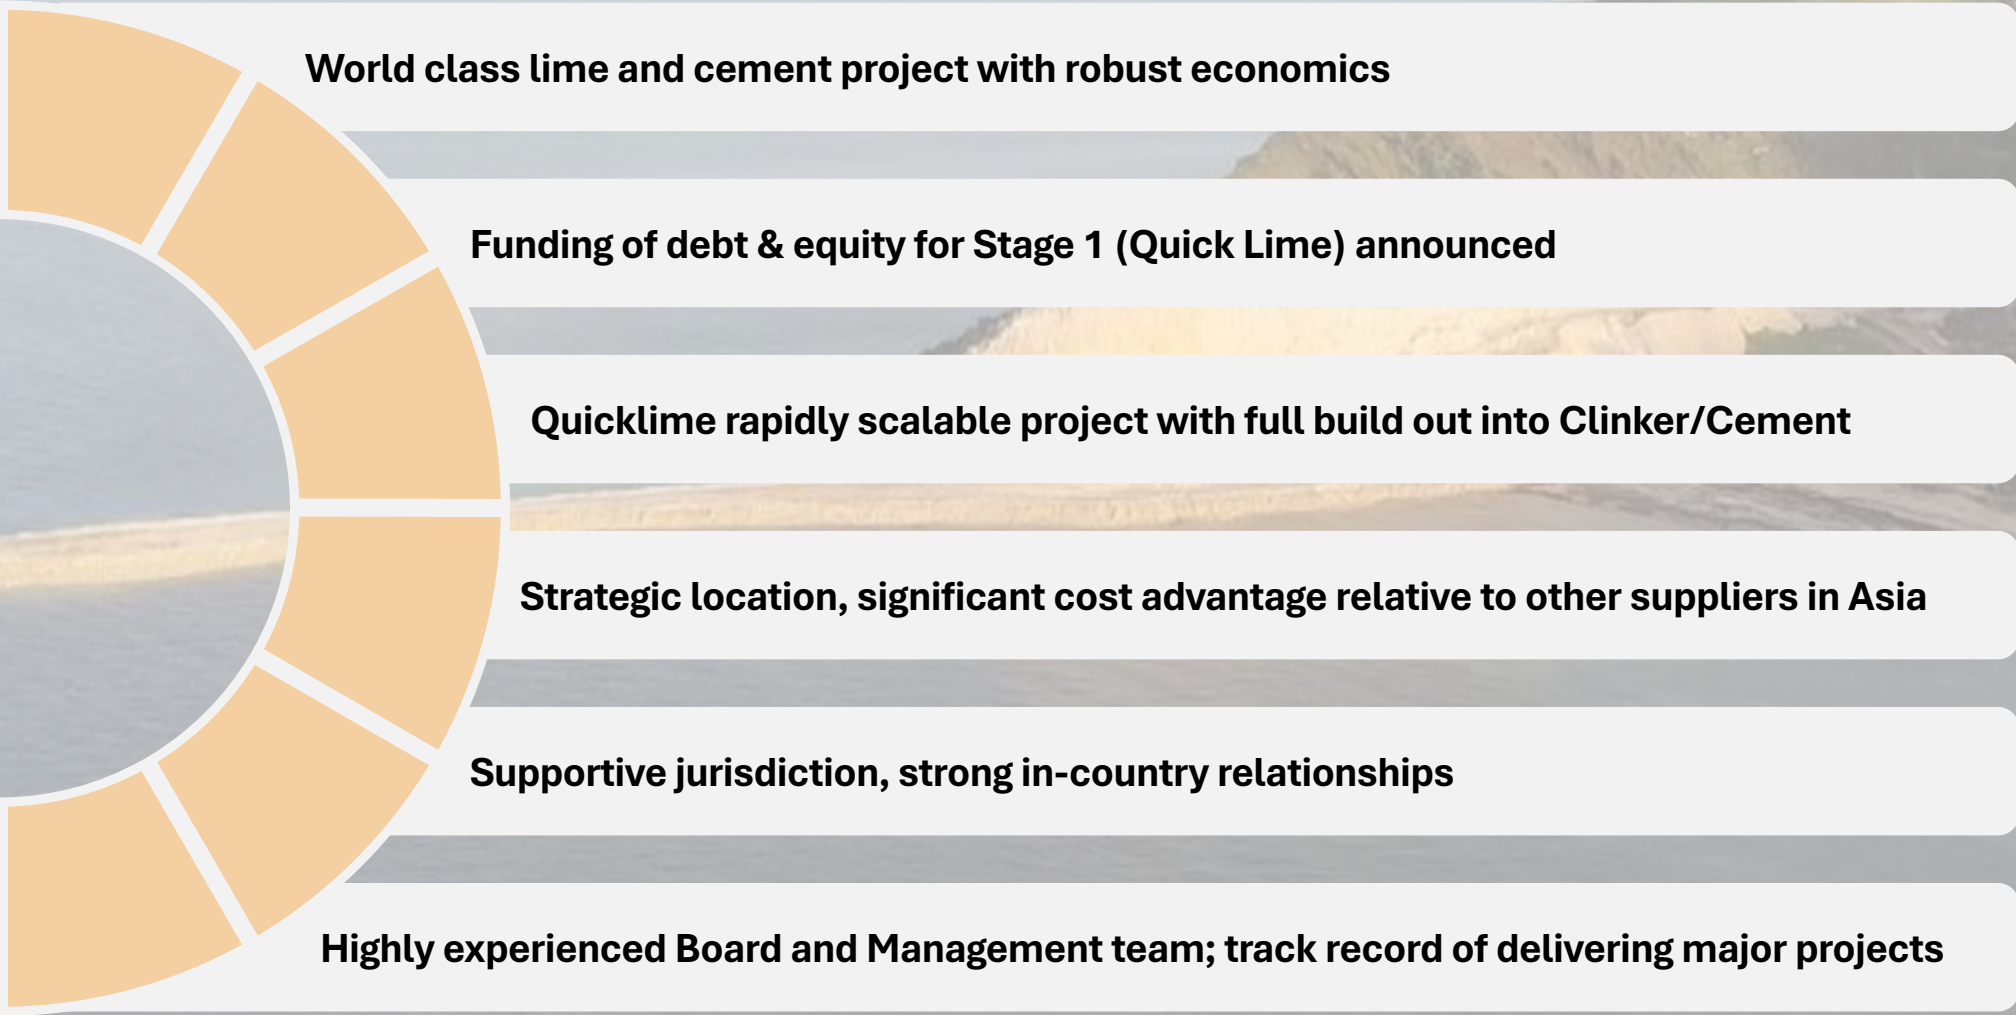 World class lime and cement project with robust economics
Funding of debt & equity for Stage 1 (Quick Lime) announced
Quicklime rapidly scalable project with full build out into Clinker/Cement
Strategic location, significant cost advantage relative to other suppliers in Asia
Supportive jurisdiction, strong in-country relationships
Highly experienced Board and Management team; track record of delivering major projects